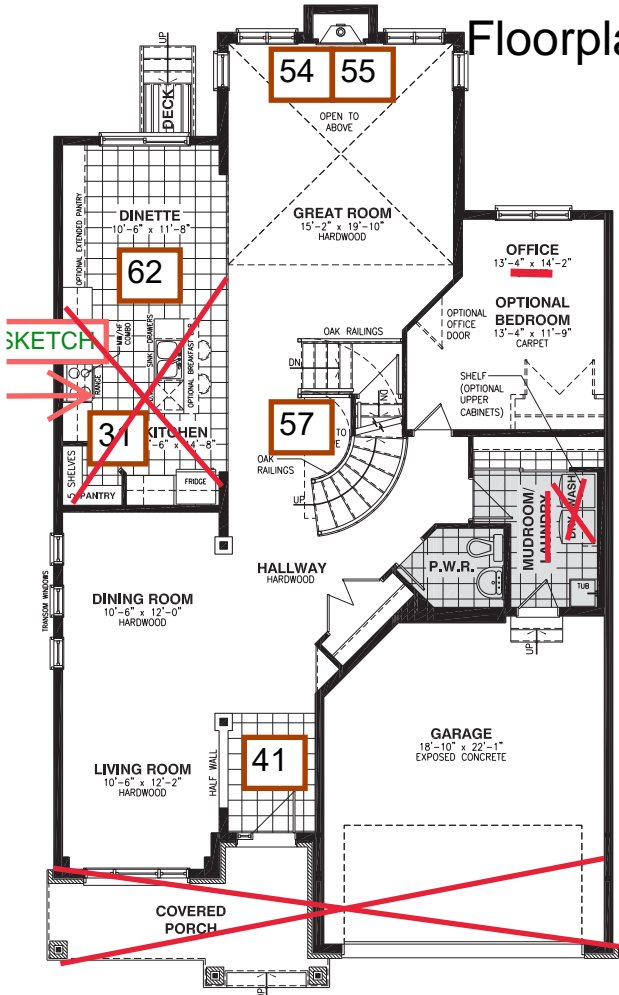 Floorpla
54 55
OPEN TO
ABOVE
DECK
DINETTE
10'-6" x 11'-8"
GREAT ROOM
15'-2" x 19'-10"
HARDWOOD
OPTIONAL EXTENDED PANTRY
62
OFFICE
13'-4" x 14'-2"
OPTIONAL
BEDROOM
13'-4" x 11'-9"
CARPET
OPTIONAL
OFFICE
DOOR
SKETCH
MW/HF
COMBO
SINK
DRAWERS
OPTIONAL BREAKFAST
RANGE
OAK RAILINGS
DN
DN
SHELF
(OPTIONAL
UPPER
CABINETS)
31
KITCHEN
57
OAK
RAILINGS
UP
5 SHELVES
PANTRY
FRIDGE
MUDROOM/
LAUNDRY
WASH
TUB
P.W.R.
HALLWAY
HARDWOOD
TRANSOM WINDOWS
DINING ROOM
10'-6" x 12'-0"
HARDWOOD
UP
LIVING ROOM
10'-6" x 12'-2"
HARDWOOD
HALF WALL
41
GARAGE
18'-10" x 22'-1"
EXPOSED CONCRETE
COVERED
PORCH
UP